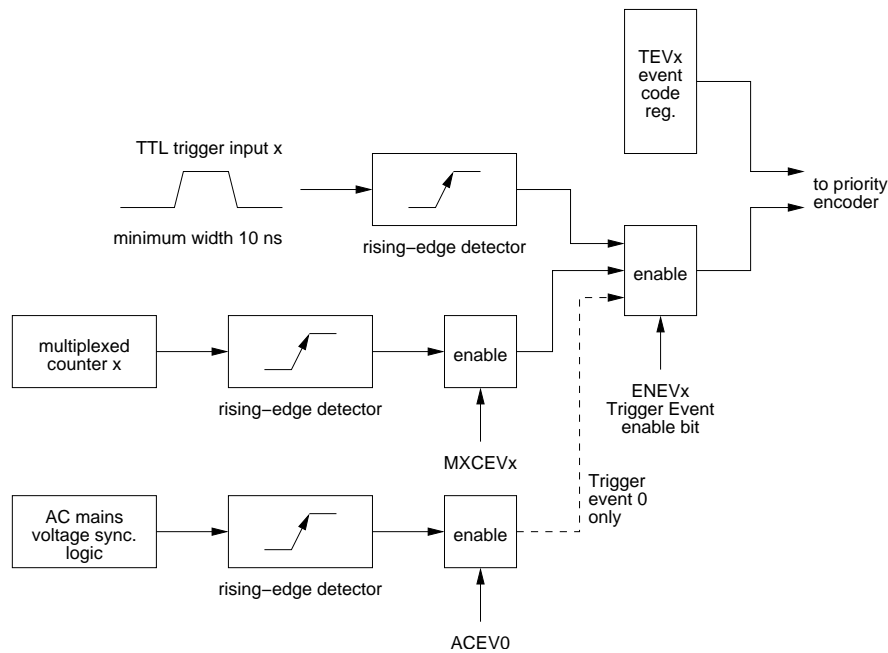 TEVx
event
code
reg.
TTL trigger input x
minimum width 10 ns
rising−edge detector
to priority
encoder
enable
multiplexed
counter x
rising−edge detector
enable
MXCEVx
ENEVx
Trigger Event
enable bit
Trigger
event 0
only
AC mains
voltage sync.
logic
rising−edge detector
enable
ACEV0